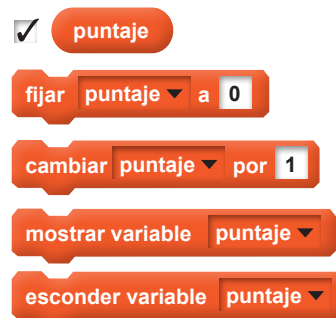 puntaje
fijar puntaje a 0
cambiar puntaje por 1
mostrar variable puntaje
esconder variable puntaje